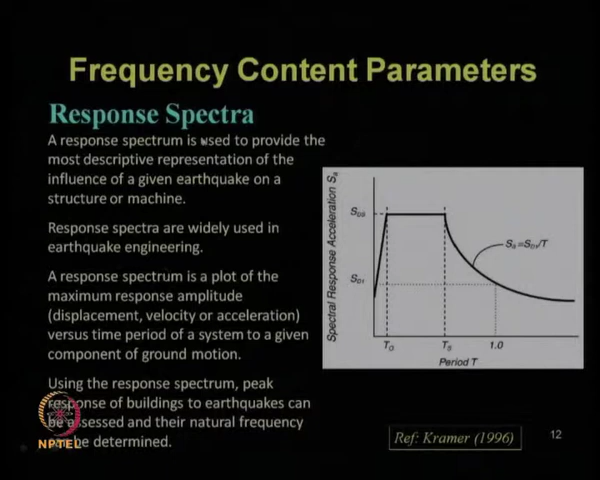 Frequency Content Parameters
Response Spectra
A response spectrum is used to provide the
most descriptive representation of the
influence of a given earthquake on a
structure or machine.
Response spectra are widely used in
earthquake engineering.
A response spectrum is a plot of the
maximum response amplitude
(displacement, velocity or acceleration)
versus time period of a system to a given
component of ground motion.
Using the response spectrum, peak
response of buildings to earthquakes can
be assessed and their natural frequency
be determined.
NPTEL
Spectral Response Acceleration Sa
SDS
SD1
Sa=SD1/T
T0
TS
1.0
Period T
Ref: Kramer (1996)
12